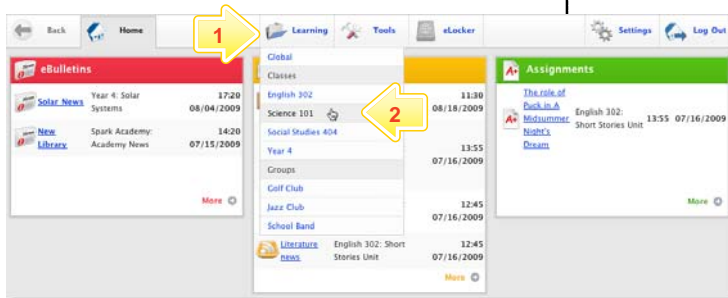 Back
Home
1
Learning
Tools
eLocker
Settings
Log Out
eBulletins
Solar News
Year 4: Solar
Systems
17:20
08/04/2009
New
Library
Spark Academy:
Academy News
14:20
07/15/2009
More
Global
Classes
English 302
Science 101
2
Social Studies 404
Year 4
Groups
Golf Club
Jazz Club
School Band
11:30
08/18/2009
13:55
07/16/2009
12:45
07/16/2009
Literature
news
English 302: Short
Stories Unit
12:45
07/16/2009
More
Assignments
The role of
Puck in A
Midsummer
Night's
Dream
English 302:
Short Stories Unit
13:55 07/16/2009
More